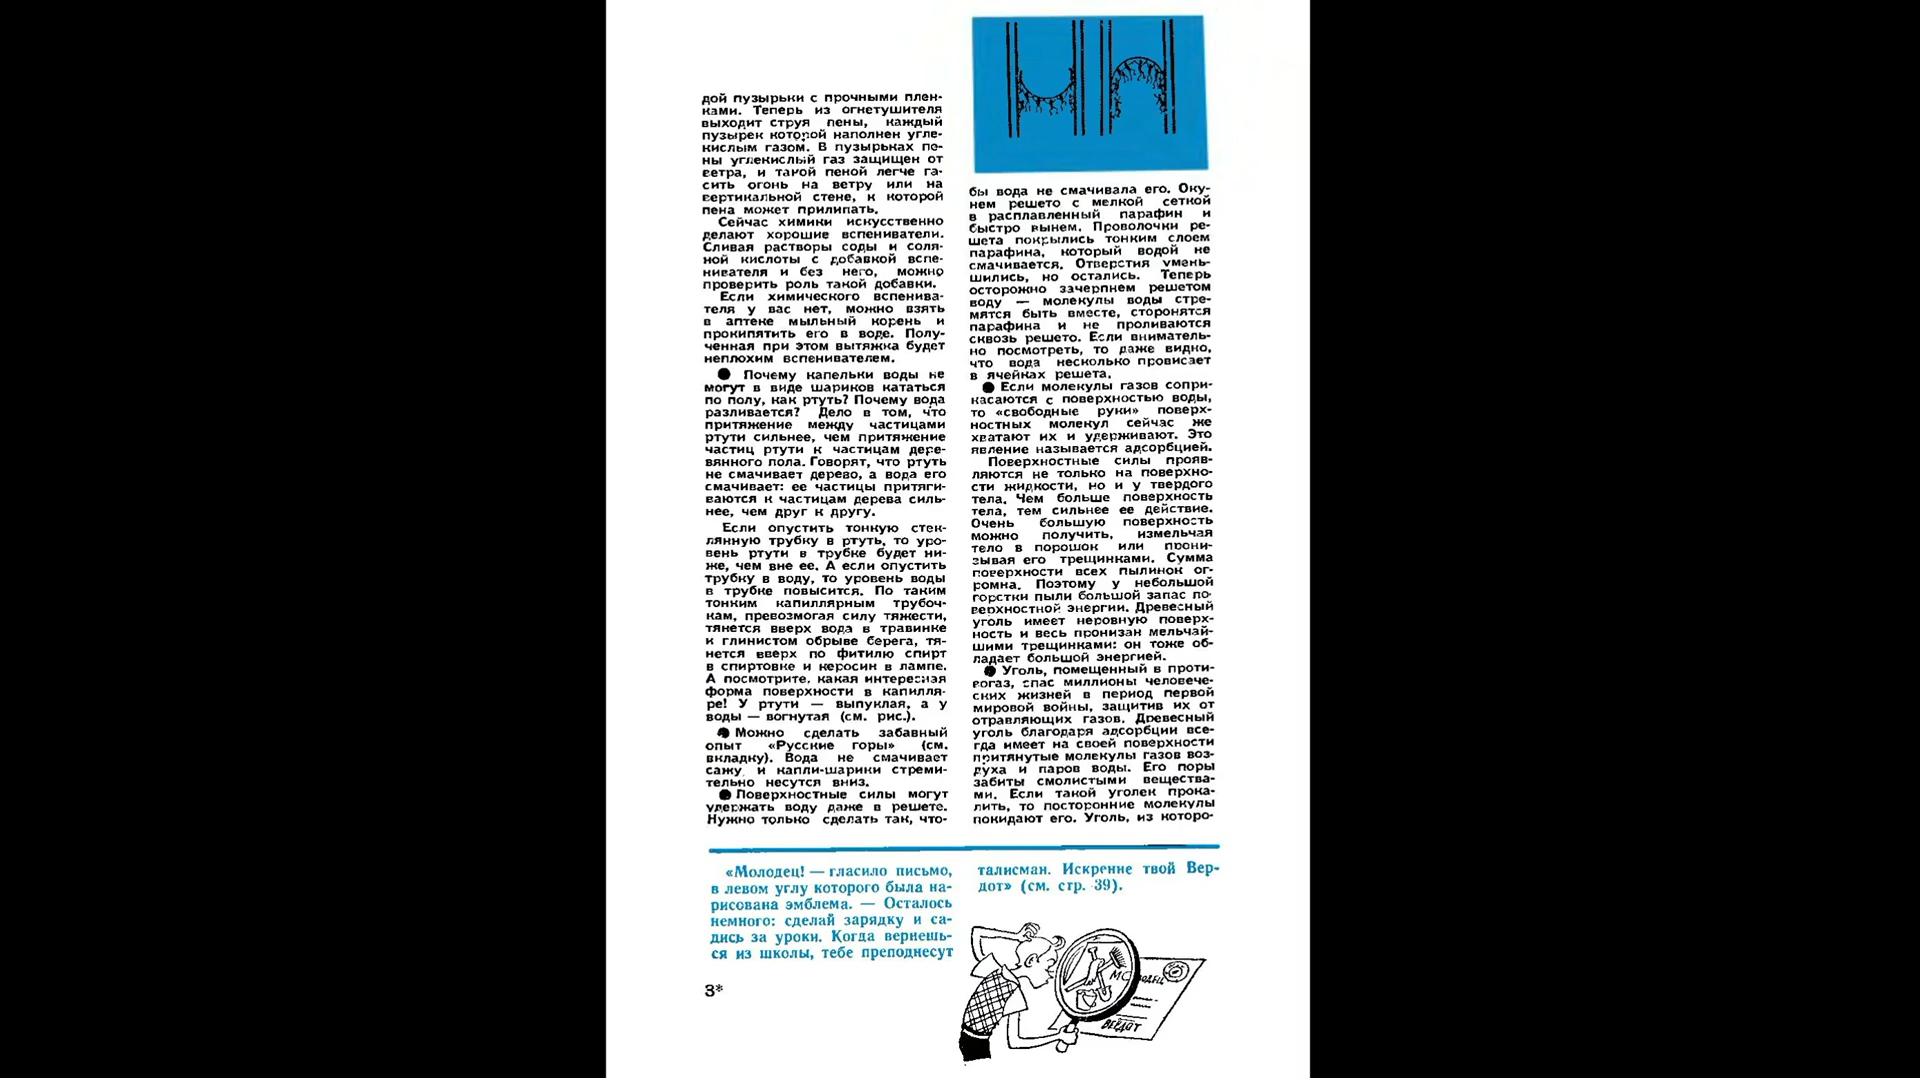 дой пузырьки с прочными плен-
ками. Теперь из огнетушителя
выходит струя пены, каждый
пузырек которой наполнен угле-
кислым газом. В пузырьках пе-
ны углекислый газ защищен от
ветра, и такой пеной легче га-
сить огонь на ветру или на
вертикальной стене, к которой
пена может прилипать.
Сейчас химики искусственно
делают хорошие вспениватели.
Сливая растворы соды и соля-
ной кислоты с добавкой вспе-
нивателя и без него, можно
проверить роль такой добавки.
Если химического вспенива-
теля у вас нет, можно взять
в аптеке мыльный корень и
прокипятить его в воде. Полу-
ченная при этом вытяжка будет
неплохим вспенивателем.
● Почему капельки воды не
могут в виде шариков кататься
по полу, как ртуть? Почему вода
разливается? Дело в том, что
притяжение между частицами
ртути сильнее, чем притяжение
частиц ртути к частицам дере-
вянного пола. Говорят, что ртуть
не смачивает дерево, а вода его
смачивает: ее частицы притяги-
ваются к частицам дерева силь-
нее, чем друг к другу.
Если опустить тонкую стек-
лянную трубку в ртуть, то уро-
вень ртути в трубке будет ни-
же, чем вне ее. А если опустить
трубку в воду, то уровень воды
в трубке повысится. По таким
тонким капиллярным трубоч-
кам, превозмогая силу тяжести,
тянется вверх вода в травинке
и глинистом обрыве берега, тя-
нется вверх по фитилю спирт
в спиртовке и керосин в лампе.
А посмотрите, какая интересная
форма поверхности в капилля-
ре! У ртути — выпуклая, а у
воды — вогнутая (см. рис.).
● Можно сделать забавный
опыт «Русские горы» (см.
вкладку). Вода не смачивает
сажу, и капли-шарики стреми-
тельно несутся вниз.
● Поверхностные силы могут
удержать воду даже в решете.
Нужно только сделать так, что-
бы вода не смачивала его. Оку-
нем решето с мелкой сеткой
в расплавленный парафин и
быстро вынем. Проволочки ре-
шета покрылись тонким слоем
парафина, который водой не
смачивается. Отверстия умень-
шились, но остались. Теперь
осторожно зачерпнем решетом
воду — молекулы воды стре-
мятся быть вместе, сторонятся
парафина и не проливаются
сквозь решето. Если вниматель-
но посмотреть, то даже видно,
что вода несколько провисает
в ячейках решета.
● Если молекулы газов сопри-
касаются с поверхностью воды,
то «свободные руки» поверх-
ностных молекул сейчас же
хватают их и удерживают. Это
явление называется адсорбцией.
Поверхностные силы прояв-
ляются не только на поверхно-
сти жидкости, но и у твердого
тела. Чем больше поверхность
тела, тем сильнее ее действие.
Очень большую поверхность
можно получить, измельчая
тело в порошок или прони-
зывая его трещинками. Сумма
поверхности всех пылинок ог-
ромна. Поэтому у небольшой
горстки пыли большой запас по-
верхностной энергии. Древесный
уголь имеет неровную поверх-
ность и весь пронизан мельчай-
шими трещинками: он тоже об-
ладает большой энергией.
● Уголь, помещенный в проти-
вогаз, спас миллионы человече-
ских жизней в период первой
мировой войны, защитив их от
отравляющих газов. Древесный
уголь благодаря адсорбции все-
гда имеет на своей поверхности
притянутые молекулы газов воз-
духа и паров воды. Его поры
забиты смолистыми вещества-
ми. Если такой уголек прока-
лить, то посторонние молекулы
покидают его. Уголь, из которо-
«Молодец! — гласило письмо,
в левом углу которого была на-
рисована эмблема. — Осталось
немного: сделай зарядку и са-
дись за уроки. Когда вернешь-
ся из школы, тебе преподнесут
талисман. Искренне твой Вер-
дот» (см. стр. 39).
ВЕРДОТ
3*